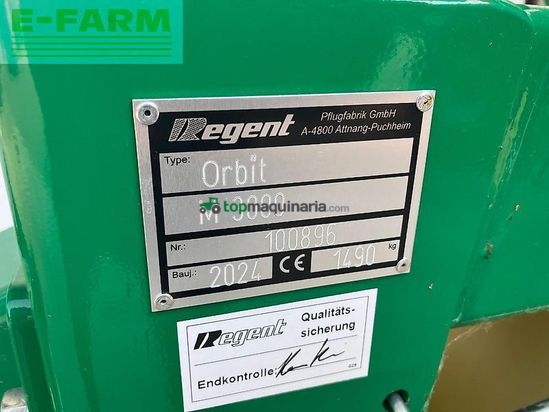 E-FARM
Regent
Pflugfabrik GmbH
A-4800 Attnang-Puchheim
Type:
Orbit
M 3000
topmaquinaria.com
Nr.:
100896
Bauj.:
2024
CE
1490
kg
Regent
Qualitäts-
sicherung
Endkontrolle: